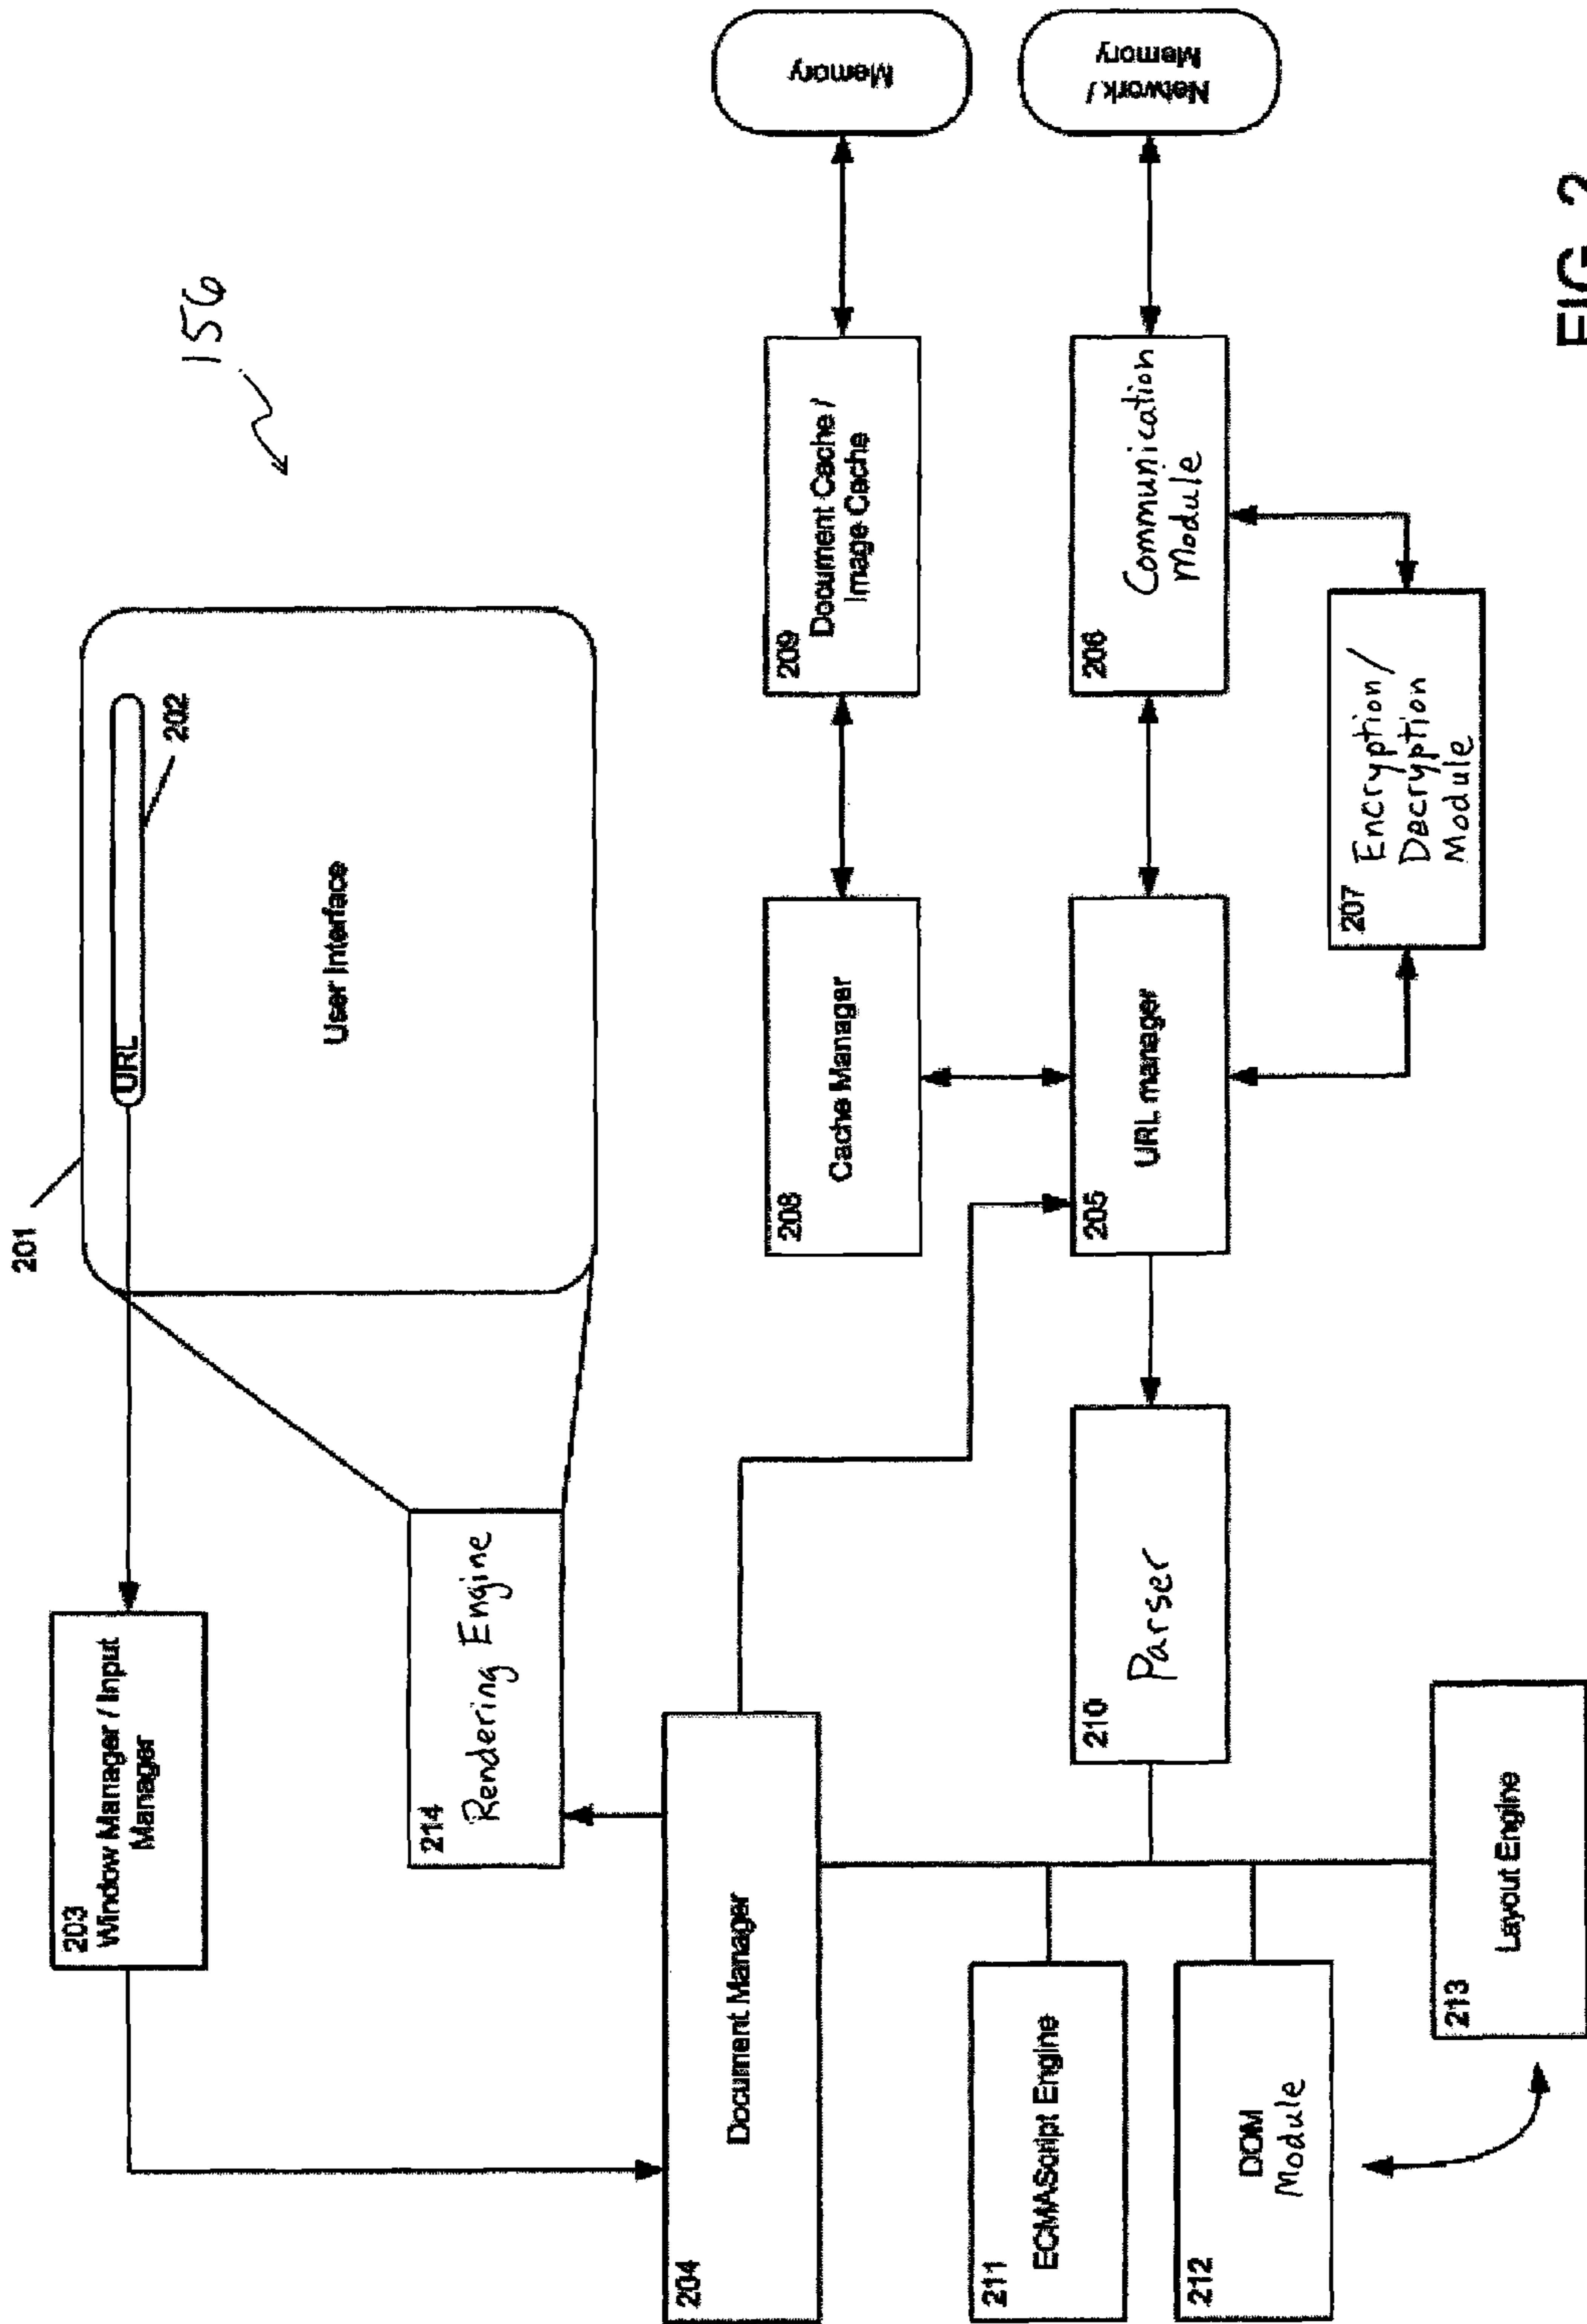 156
201
URL
202
User Interface
203
Window Manager / Input
Manager
214
Rendering Engine
204
Document Manager
208
Cache Manager
209
Document Cache /
Image Cache
Memory
211
ECMAScript Engine
210
Parser
205
URL manager
206
Communication
Module
Network /
Memory
212
DOM
Module
207
Encryption/
Decryption
Module
213
Layout Engine
FIG. 2